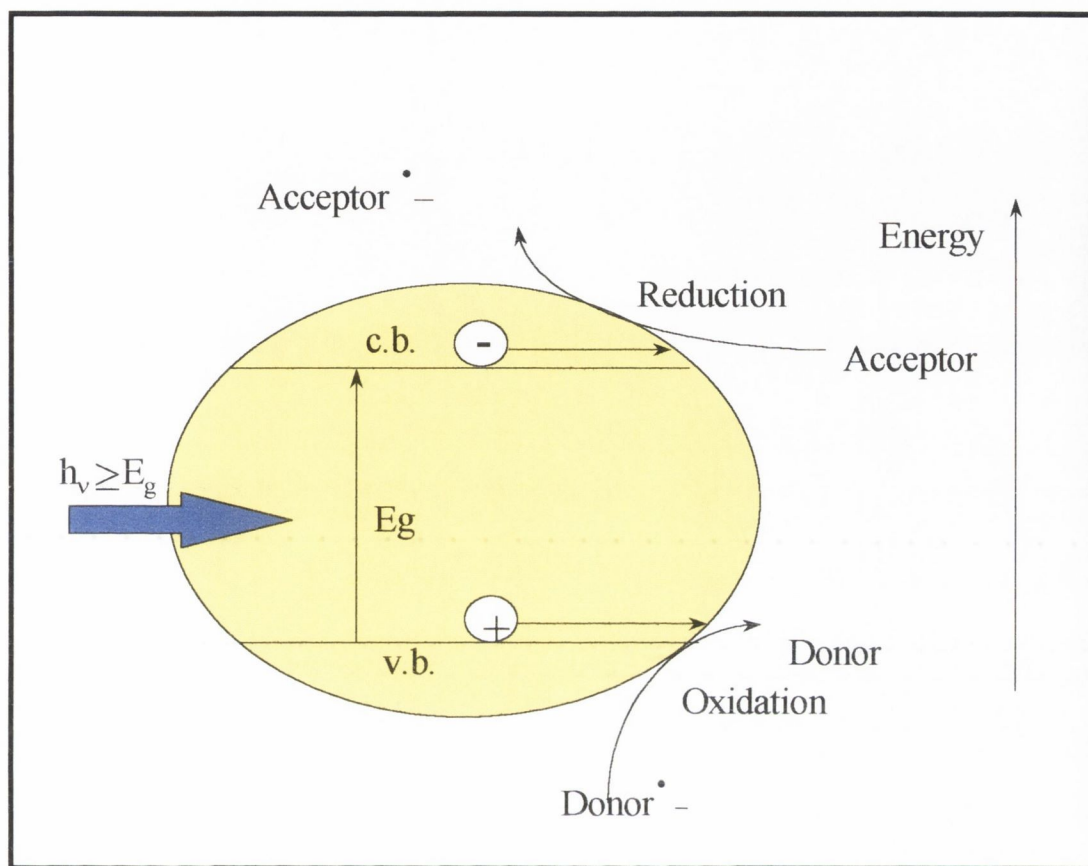 Acceptor •−
Energy
Reduction
c.b.
-
Acceptor
hν ≥Eg
Eg
+
v.b.
Donor
Oxidation
Donor •−